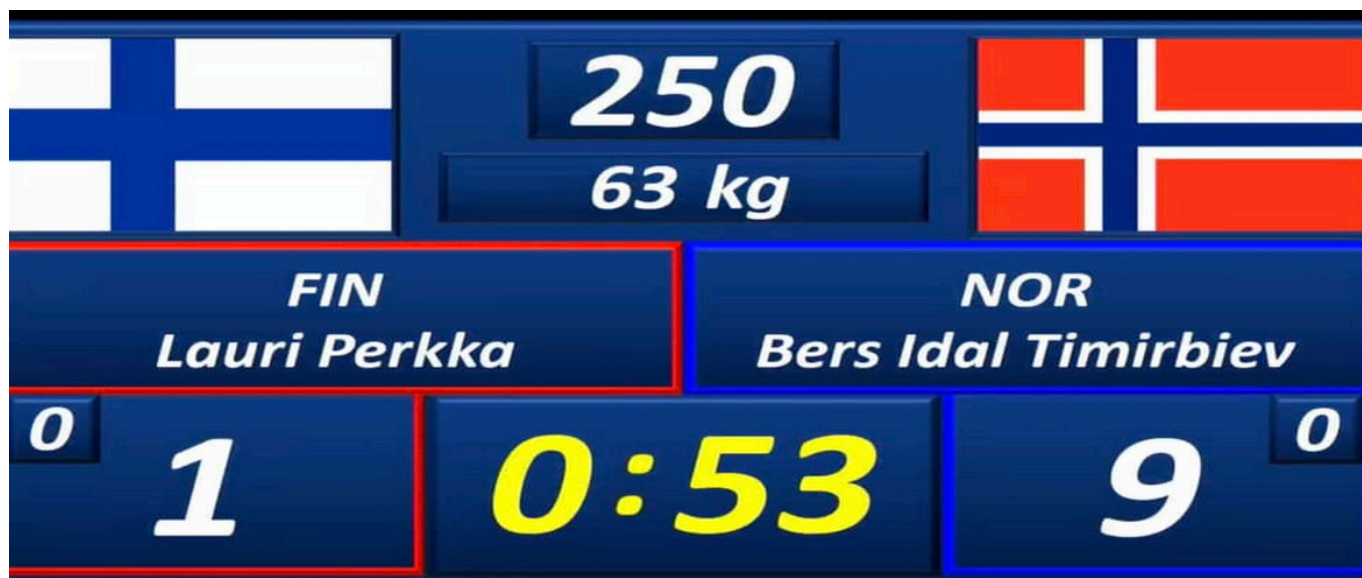 250
63 kg
FIN
Lauri Perkka
NOR
Bers Idal Timirbiev
0
1
0:53
9
0